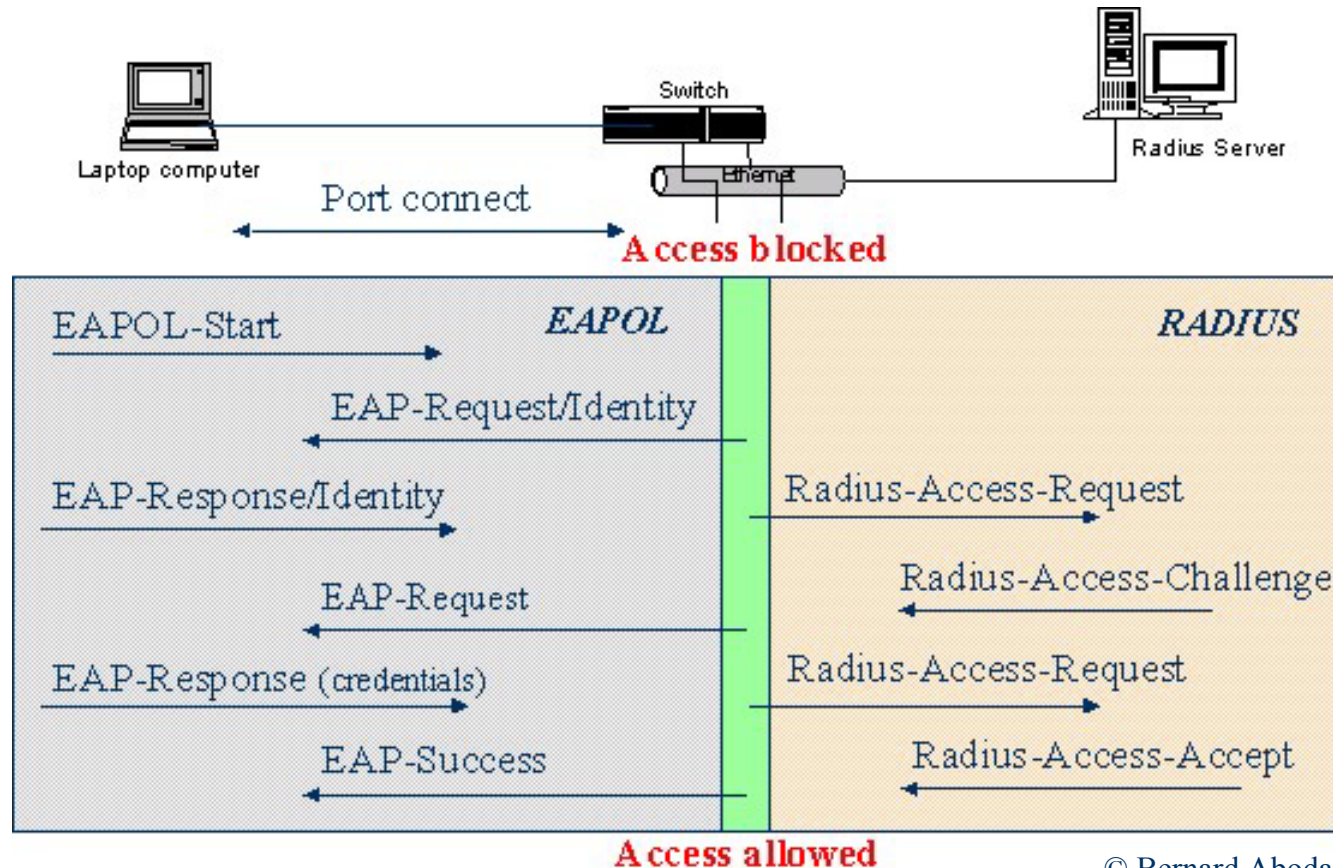 Switch
Laptop computer
Ethernet
Radius Server
Port connect
Access blocked
EAPOL-Start
EAPOL
RADIUS
EAP-Request/Identity
EAP-Response/Identity
Radius-Access-Request
Radius-Access-Challenge
EAP-Request
EAP-Response (credentials)
Radius-Access-Request
EAP-Success
Radius-Access-Accept
Access allowed
© Bernard Aboda